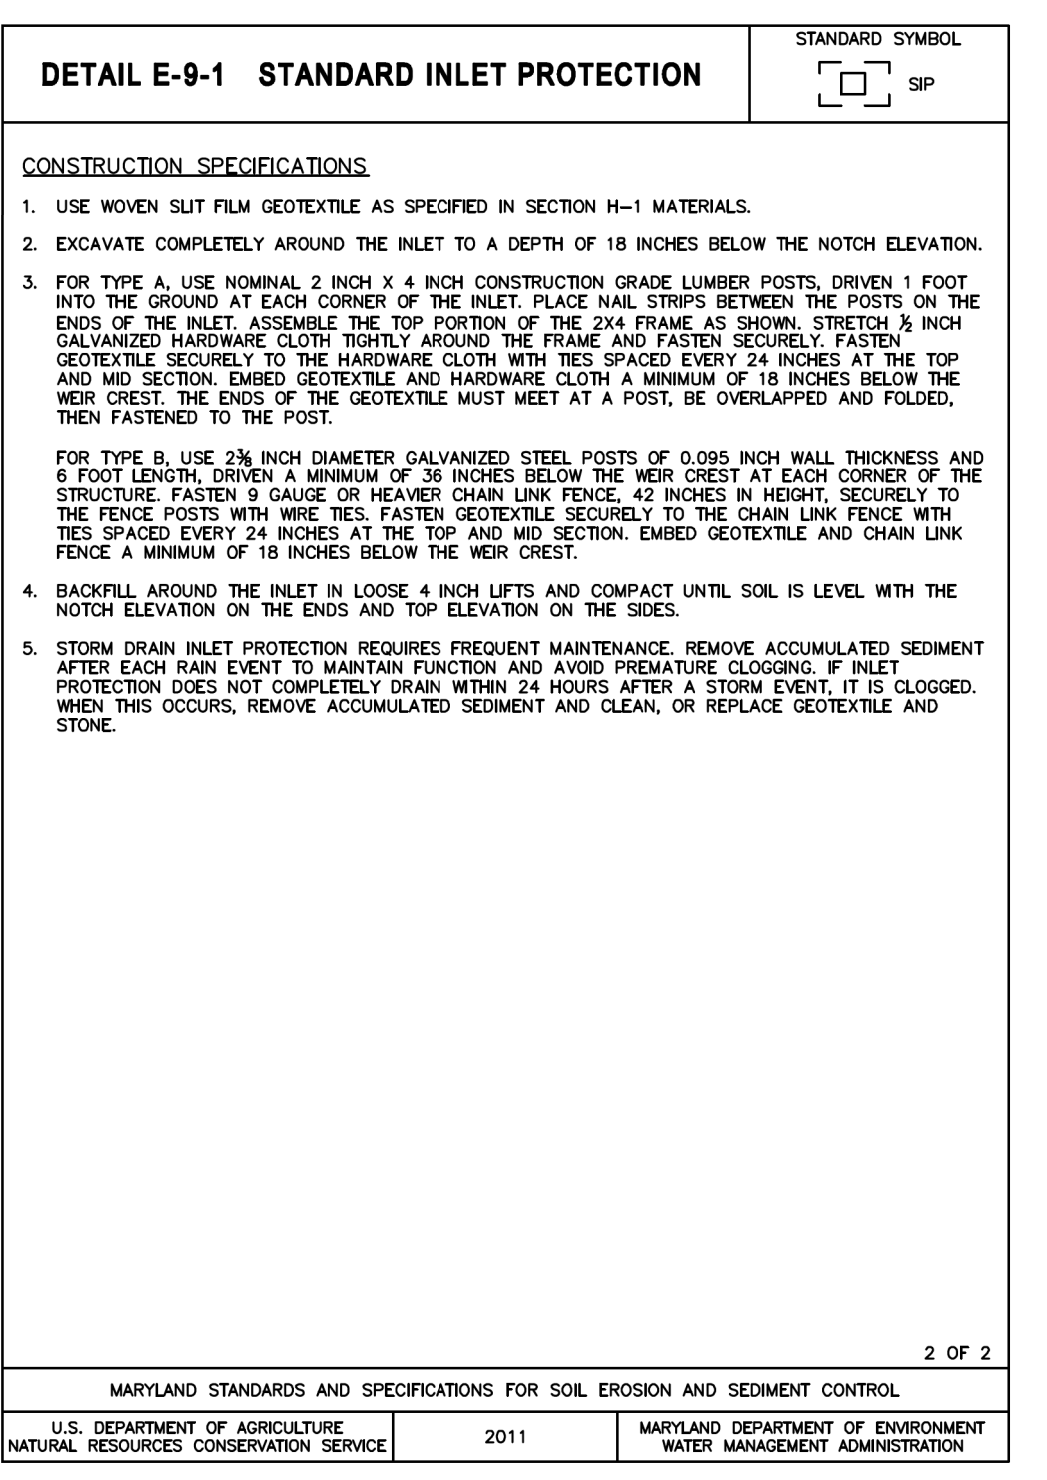 STANDARD SYMBOL
DETAIL E-9-1 STANDARD INLET PROTECTION
SIP
CONSTRUCTION SPECIFICATIONS
1. USE WOVEN SLIT FILM GEOTEXTILE AS SPECIFIED IN SECTION H-1 MATERIALS.
2. EXCAVATE COMPLETELY AROUND THE INLET TO A DEPTH OF 18 INCHES BELOW THE NOTCH ELEVATION.
3. FOR TYPE A, USE NOMINAL 2 INCH X 4 INCH CONSTRUCTION GRADE LUMBER POSTS, DRIVEN 1 FOOT
INTO THE GROUND AT EACH CORNER OF THE INLET. PLACE NAIL STRIPS BETWEEN THE POSTS ON THE
ENDS OF THE INLET. ASSEMBLE THE TOP PORTION OF THE 2X4 FRAME AS SHOWN. STRETCH ½ INCH
GALVANIZED HARDWARE CLOTH TIGHTLY AROUND THE FRAME AND FASTEN SECURELY. FASTEN
GEOTEXTILE SECURELY TO THE HARDWARE CLOTH WITH TIES SPACED EVERY 24 INCHES AT THE TOP
AND MID SECTION. EMBED GEOTEXTILE AND HARDWARE CLOTH A MINIMUM OF 18 INCHES BELOW THE
WEIR CREST. THE ENDS OF THE GEOTEXTILE MUST MEET AT A POST, BE OVERLAPPED AND FOLDED,
THEN FASTENED TO THE POST.
FOR TYPE B, USE 2⅜ INCH DIAMETER GALVANIZED STEEL POSTS OF 0.095 INCH WALL THICKNESS AND
6 FOOT LENGTH, DRIVEN A MINIMUM OF 36 INCHES BELOW THE WEIR CREST AT EACH CORNER OF THE
STRUCTURE. FASTEN 9 GAUGE OR HEAVIER CHAIN LINK FENCE, 42 INCHES IN HEIGHT, SECURELY TO
THE FENCE POSTS WITH WIRE TIES. FASTEN GEOTEXTILE SECURELY TO THE CHAIN LINK FENCE WITH
TIES SPACED EVERY 24 INCHES AT THE TOP AND MID SECTION. EMBED GEOTEXTILE AND CHAIN LINK
FENCE A MINIMUM OF 18 INCHES BELOW THE WEIR CREST.
4. BACKFILL AROUND THE INLET IN LOOSE 4 INCH LIFTS AND COMPACT UNTIL SOIL IS LEVEL WITH THE
NOTCH ELEVATION ON THE ENDS AND TOP ELEVATION ON THE SIDES.
5. STORM DRAIN INLET PROTECTION REQUIRES FREQUENT MAINTENANCE. REMOVE ACCUMULATED SEDIMENT
AFTER EACH RAIN EVENT TO MAINTAIN FUNCTION AND AVOID PREMATURE CLOGGING. IF INLET
PROTECTION DOES NOT COMPLETELY DRAIN WITHIN 24 HOURS AFTER A STORM EVENT, IT IS CLOGGED.
WHEN THIS OCCURS, REMOVE ACCUMULATED SEDIMENT AND CLEAN, OR REPLACE GEOTEXTILE AND
STONE.
2 OF 2
MARYLAND STANDARDS AND SPECIFICATIONS FOR SOIL EROSION AND SEDIMENT CONTROL
U.S. DEPARTMENT OF AGRICULTURE
NATURAL RESOURCES CONSERVATION SERVICE
2011
MARYLAND DEPARTMENT OF ENVIRONMENT
WATER MANAGEMENT ADMINISTRATION